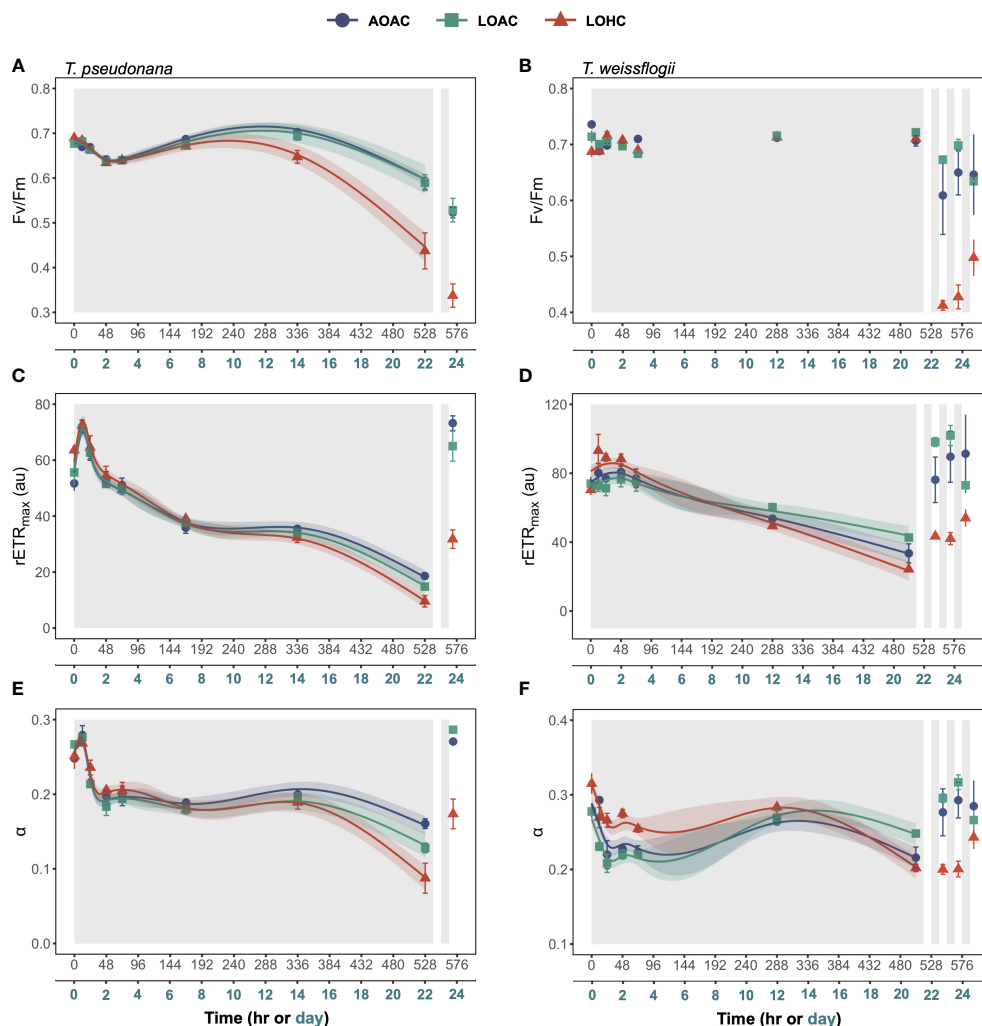 AOAC LOAC LOHC
A T. pseudonana
B T. weissflogii
Fv/Fm
0.8
0.7
0.6
0.5
0.4
0.3
0 48 96 144 192 240 288 336 384 432 480 528 576
0 2 4 6 8 10 12 14 16 18 20 22 24
Fv/Fm
0.8
0.7
0.6
0.5
0.4
0 48 96 144 192 240 288 336 384 432 480 528 576
0 2 4 6 8 10 12 14 16 18 20 22 24
C
rETRmax (au)
80
60
40
20
0
0 48 96 144 192 240 288 336 384 432 480 528 576
0 2 4 6 8 10 12 14 16 18 20 22 24
D
rETRmax (au)
120
80
40
0
0 48 96 144 192 240 288 336 384 432 480 528 576
0 2 4 6 8 10 12 14 16 18 20 22 24
E
α
0.3
0.2
0.1
0.0
0 48 96 144 192 240 288 336 384 432 480 528 576
0 2 4 6 8 10 12 14 16 18 20 22 24
Time (hr or day)
F
α
0.4
0.3
0.2
0.1
0 48 96 144 192 240 288 336 384 432 480 528 576
0 2 4 6 8 10 12 14 16 18 20 22 24
Time (hr or day)